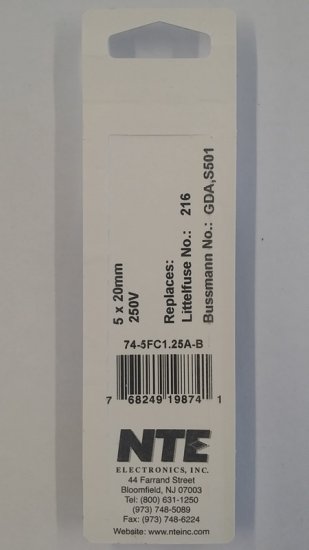 5 x 20mm
250V
Replaces:
Littelfuse No.: 216
Bussmann No.: GDA,S501
74-5FC1.25A-B
7 68249 19874 1
NTE
ELECTRONICS, INC.
44 Farrand Street
Bloomfield, NJ 07003
Tel: (800) 631-1250
(973) 748-5089
Fax: (973) 748-6224
Website: www.nteinc.com